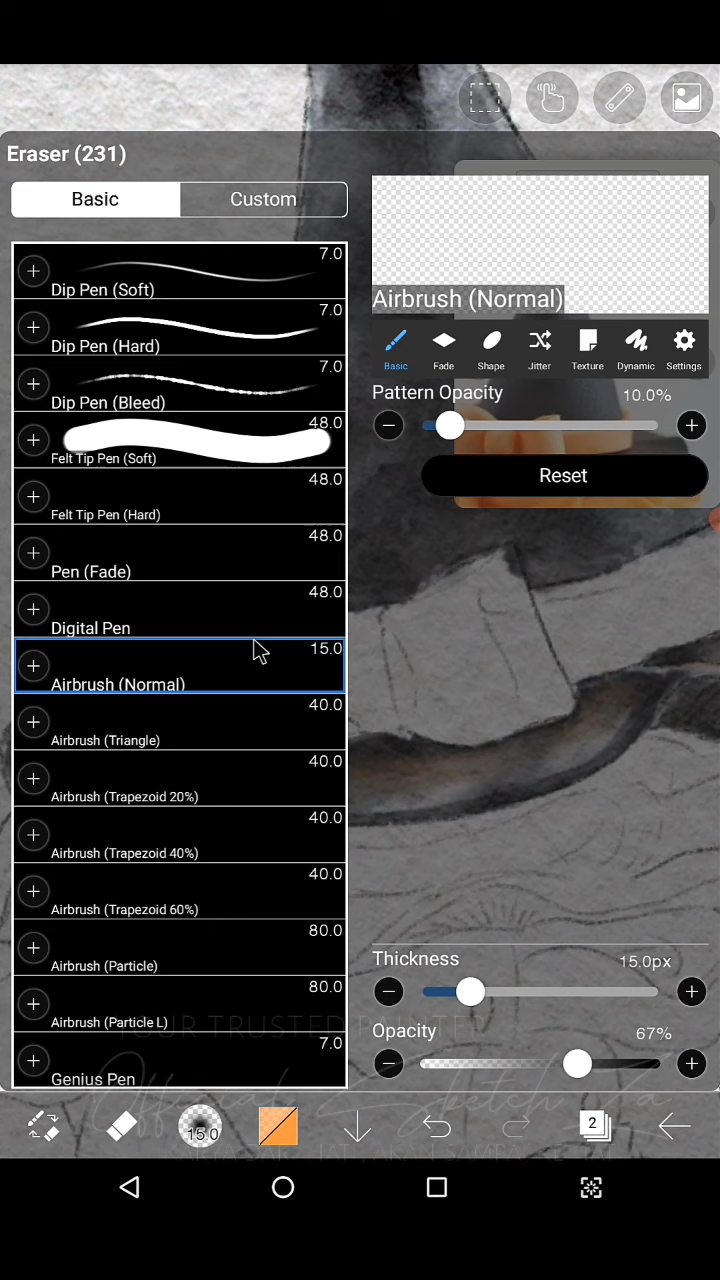 Eraser (231)
Basic
Custom
7.0
Dip Pen (Soft)
7.0
Dip Pen (Hard)
7.0
Dip Pen (Bleed)
48.0
Felt Tip Pen (Soft)
48.0
Felt Tip Pen (Hard)
48.0
Pen (Fade)
48.0
Digital Pen
15.0
Airbrush (Normal)
40.0
Airbrush (Triangle)
40.0
Airbrush (Trapezoid 20%)
40.0
Airbrush (Trapezoid 40%)
40.0
Airbrush (Trapezoid 60%)
80.0
Airbrush (Particle)
80.0
Airbrush (Particle L)
7.0
Genius Pen
Airbrush (Normal)
Basic Fade Shape Jitter Texture Dynamic Settings
Pattern Opacity 10.0%
Reset
Thickness 15.0px
Opacity 67%
YOUR TRUSTED PAINTE
Official
15.0
2